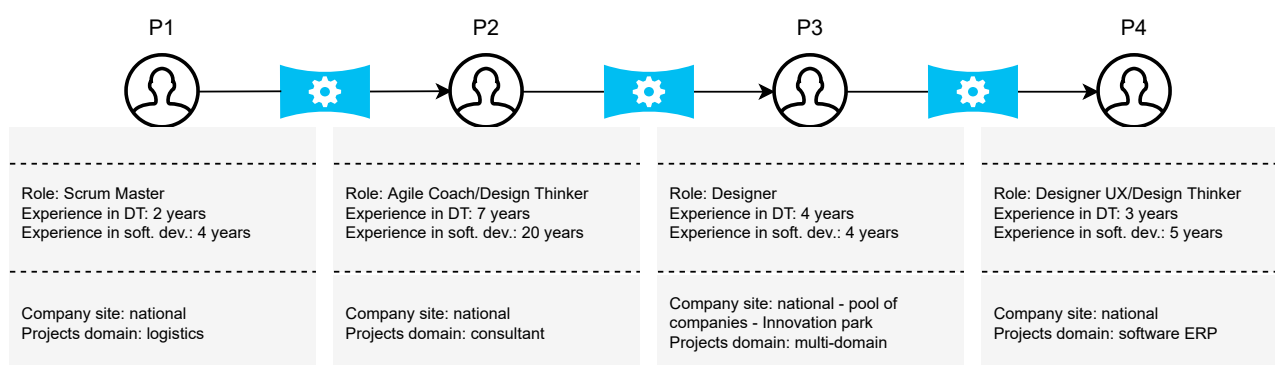 P1
P2
P3
P4
Role: Scrum Master
Experience in DT: 2 years
Experience in soft. dev.: 4 years
Role: Agile Coach/Design Thinker
Experience in DT: 7 years
Experience in soft. dev.: 20 years
Role: Designer
Experience in DT: 4 years
Experience in soft. dev.: 4 years
Role: Designer UX/Design Thinker
Experience in DT: 3 years
Experience in soft. dev.: 5 years
Company site: national
Projects domain: logistics
Company site: national
Projects domain: consultant
Company site: national - pool of
companies - Innovation park
Projects domain: multi-domain
Company site: national
Projects domain: software ERP